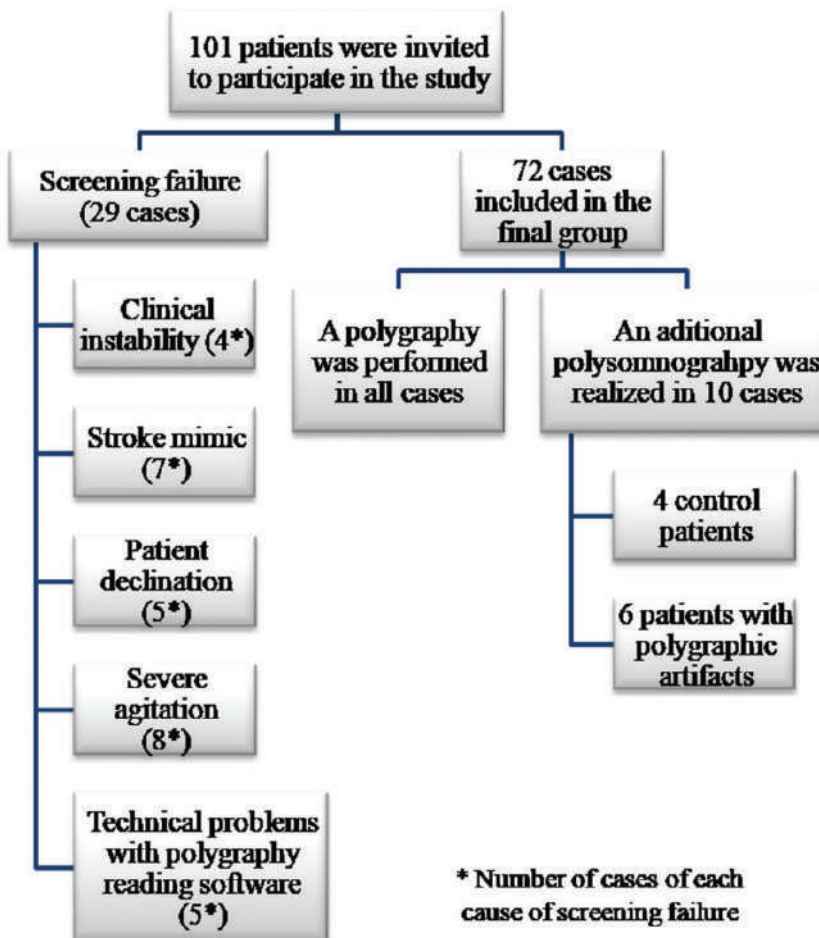 101 patients were invited
to participate in the study
Screening failure
(29 cases)
72 cases
included in the
final group
Clinical
instability (4*)
Stroke mimic
(7*)
Patient
declination
(5*)
Severe
agitation
(8*)
Technical problems
with polygraphy
reading software
(5*)
A polygraphy
was performed
in all cases
An aditional
polysomnograhpy was
realized in 10 cases
4 control
patients
6 patients with
polygraphic
artifacts
* Number of cases of each
cause of screening failure